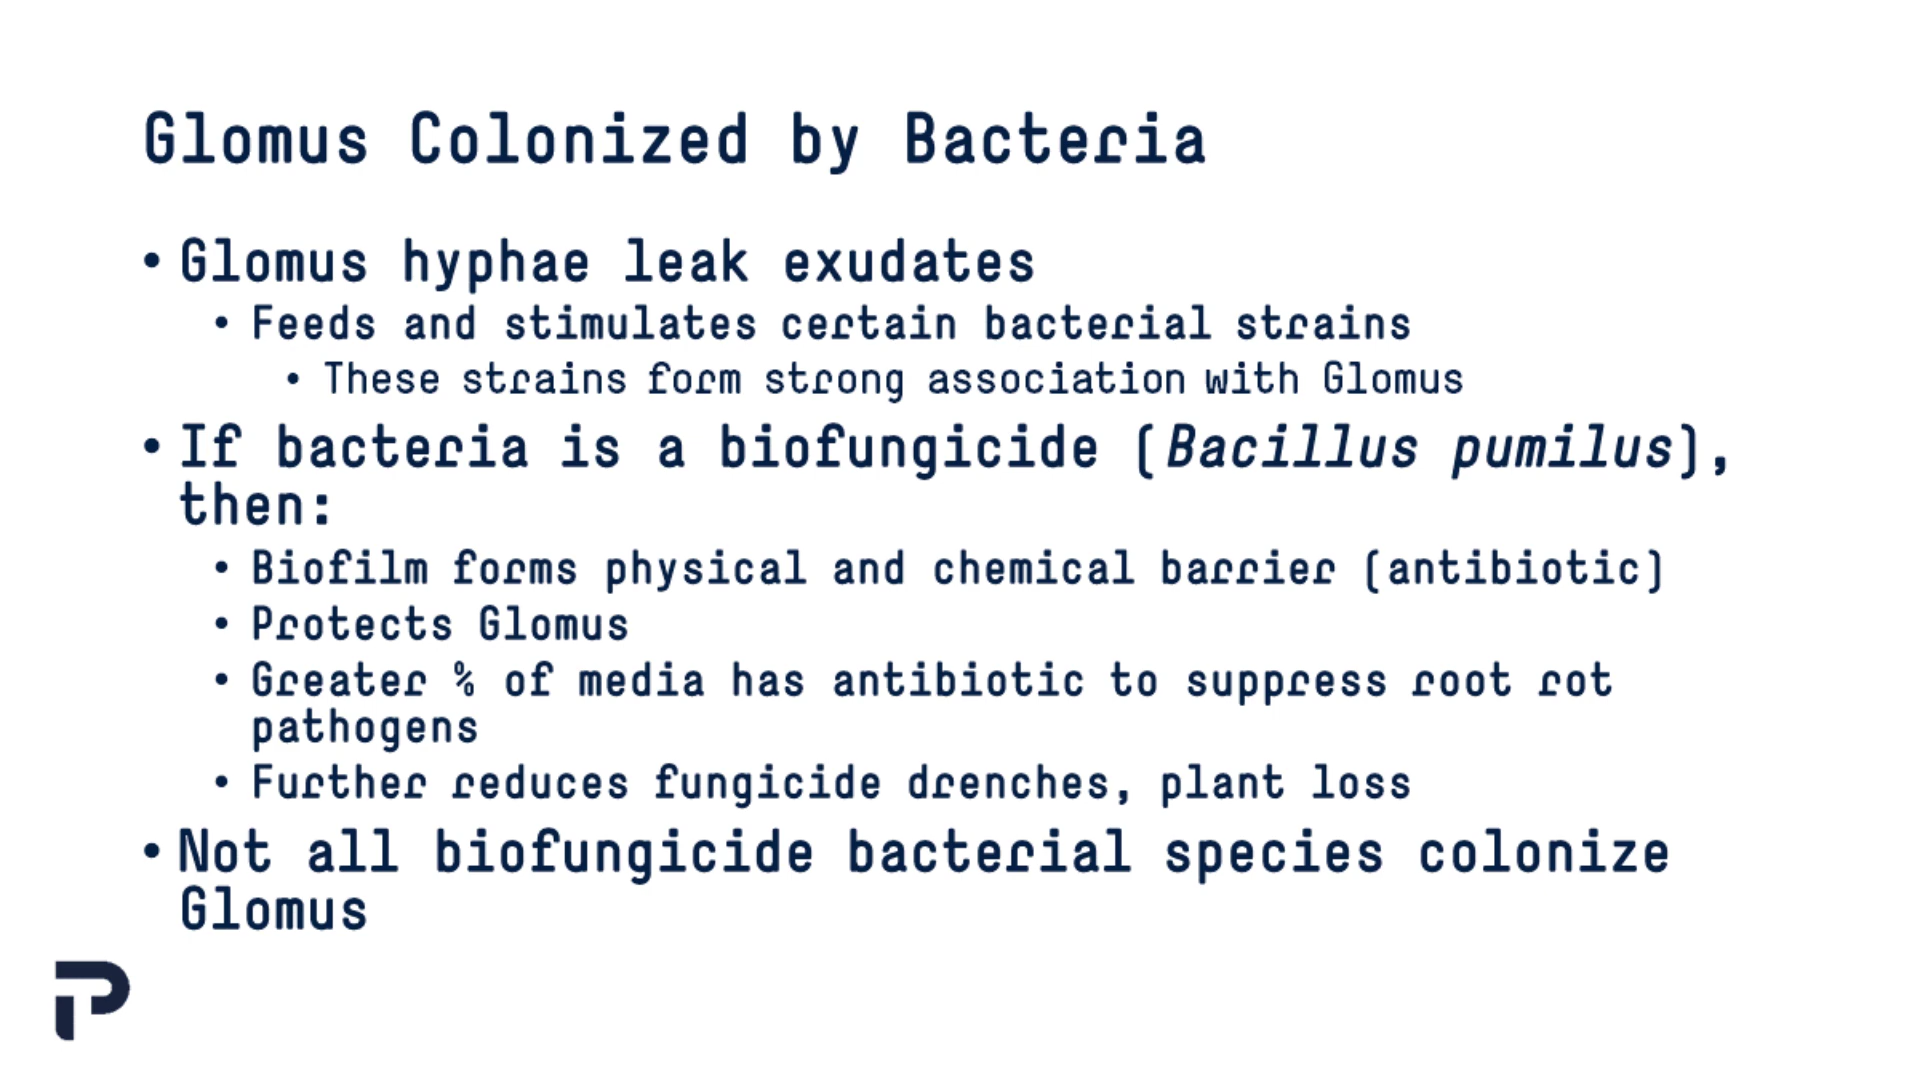 Glomus Colonized by Bacteria
• Glomus hyphae leak exudates
• Feeds and stimulates certain bacterial strains
• These strains form strong association with Glomus
• If bacteria is a biofungicide (Bacillus pumilus),
then:
• Biofilm forms physical and chemical barrier (antibiotic)
• Protects Glomus
• Greater % of media has antibiotic to suppress root rot
pathogens
• Further reduces fungicide drenches, plant loss
• Not all biofungicide bacterial species colonize
Glomus
P